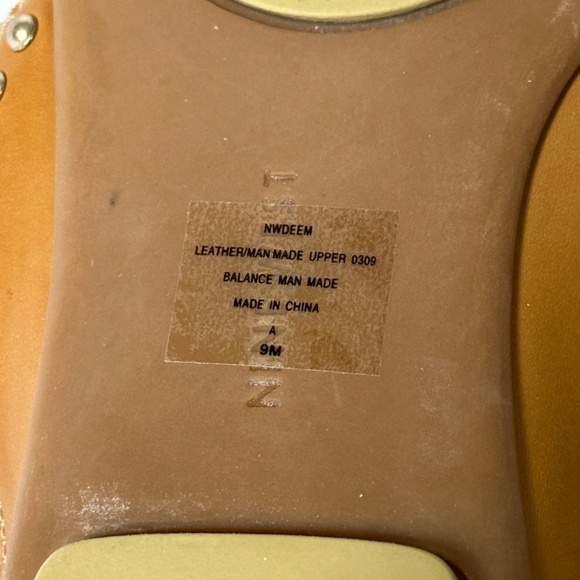 NWDEEM
LEATHER/MAN MADE UPPER 0309
BALANCE MAN MADE
MADE IN CHINA
A
9M